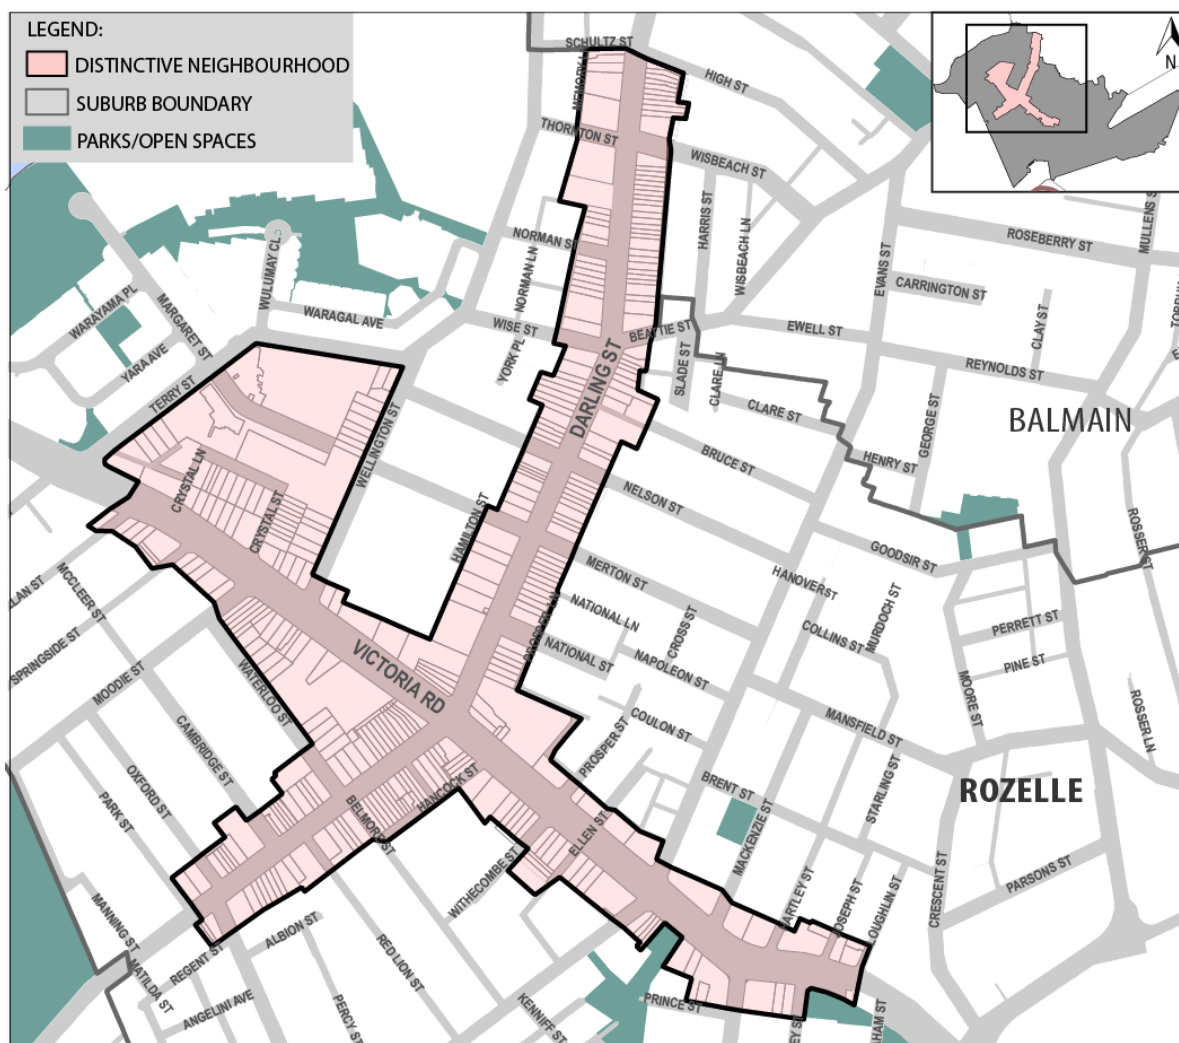 LEGEND:
DISTINCTIVE NEIGHBOURHOOD
SUBURB BOUNDARY
PARKS/OPEN SPACES
N
SCHULTZ ST
HIGH ST
THORNTON ST
WISBEACH ST
HARRIS ST
WISBEACH LN
NORMAN ST
NORMAN LN
EVANS ST
ROSEBERRY ST
MULLENS ST
CARRINGTON ST
CLAY ST
WULUMAY CL
WARAYAMA PL
MARGARET ST
WARAGAL AVE
YARA AVE
TERRY ST
WISE ST
YORK PL
BEATTIE ST
EWELL ST
REYNOLDS ST
DARLING ST
SLADE ST
CLARE LN
CLARE ST
GEORGE ST
BALMAIN
HENRY ST
BRUCE ST
WELLINGTON ST
CRYSTAL LN
CRYSTAL ST
NELSON ST
HAMILTON ST
ROSSER ST
GOODSIR ST
MERTON ST
HANOVER ST
MURDOCH ST
COLLINS ST
PERRETT ST
PINE ST
NATIONAL LN
CROSS ST
NATIONAL ST
NAPOLEON ST
MCCLEER ST
SPRINGSIDE ST
MOODIE ST
WATERLOO ST
VICTORIA RD
MOORE ST
ROSSER LN
MANSFIELD ST
COULON ST
PROSPER ST
CAMBRIDGE ST
OXFORD ST
PARK ST
BRENT ST
STARLING ST
ROZELLE
MACKENZIE ST
HANCOCK ST
BELMORE ST
ELLEN ST
WITHECOMBE ST
CRESCENT ST
PARSONS ST
MANNING ST
MATILDA ST
REGENT ST
ALBION ST
RED LION ST
ANGELINI AVE
PERCY ST
KENNIFF ST
PRINCE ST